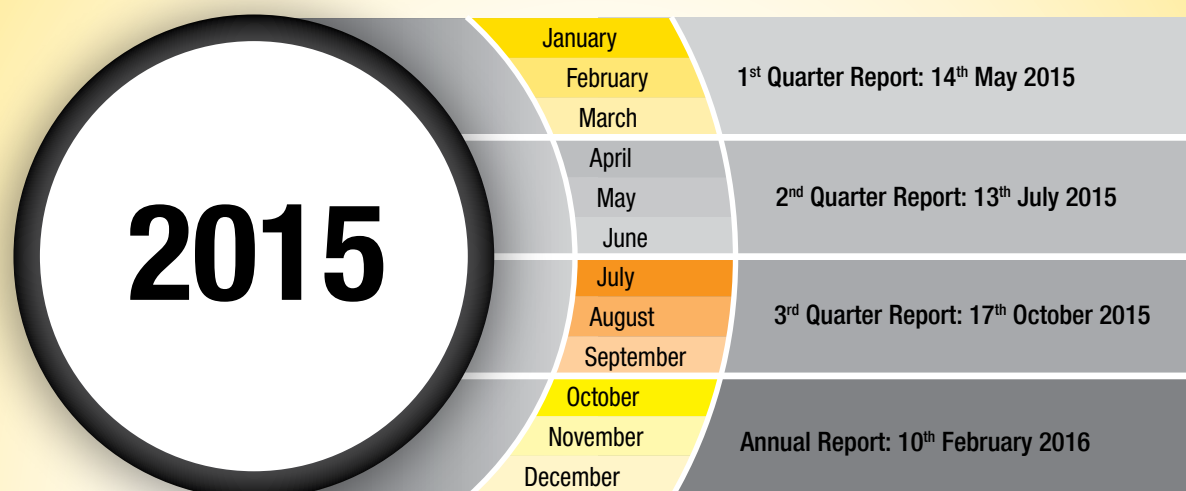 2015
January
February
March
1st Quarter Report: 14th May 2015
April
May
June
2nd Quarter Report: 13th July 2015
July
August
September
3rd Quarter Report: 17th October 2015
October
November
December
Annual Report: 10th February 2016